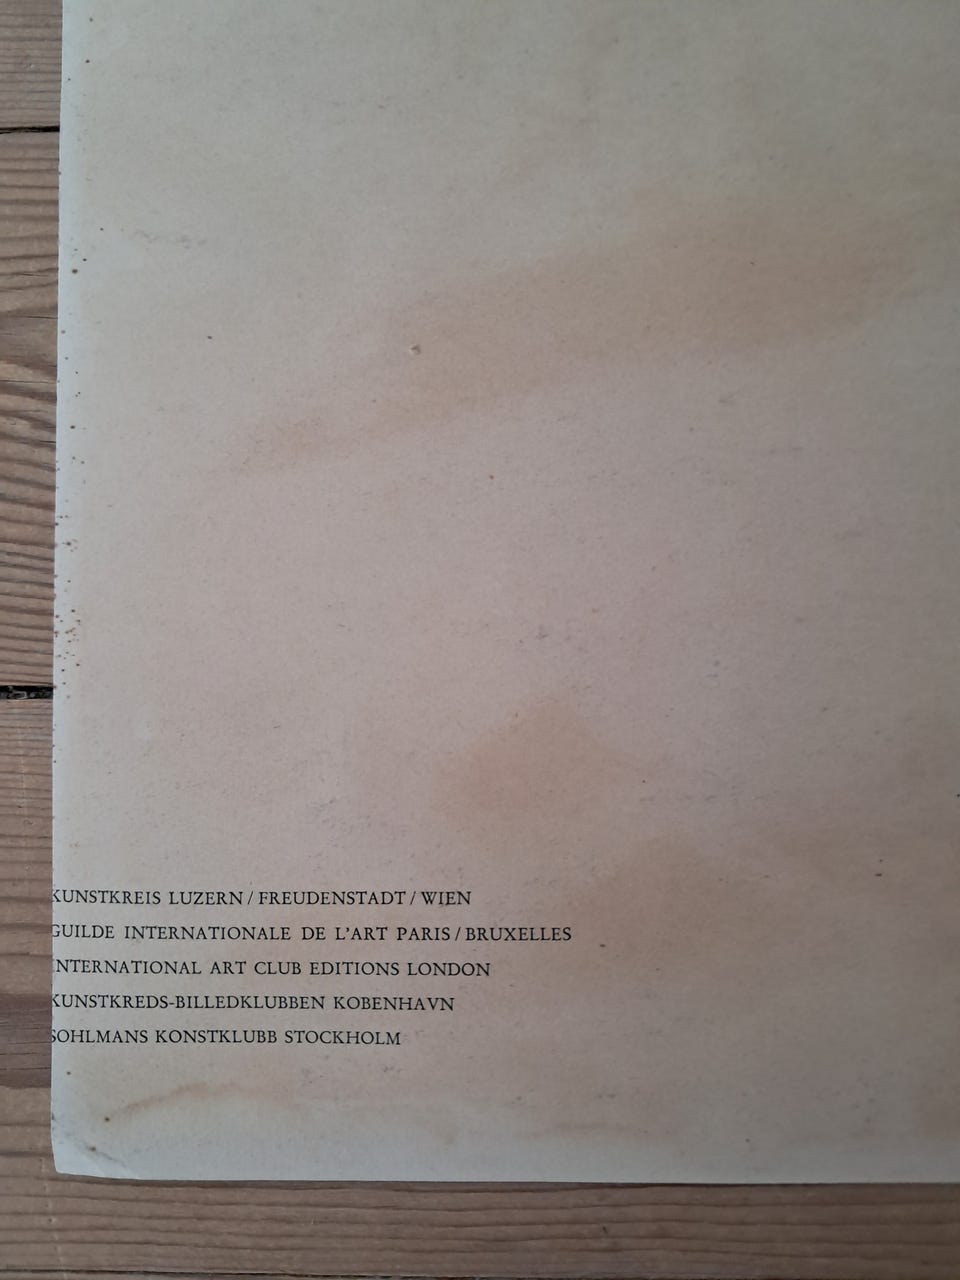 KUNSTKREIS LUZERN / FREUDENSTADT / WIEN
GUILDE INTERNATIONALE DE L'ART PARIS / BRUXELLES
INTERNATIONAL ART CLUB EDITIONS LONDON
KUNSTKREDS-BILLEDKLUBBEN KOBENHAVN
SOHLMANS KONSTKLUBB STOCKHOLM